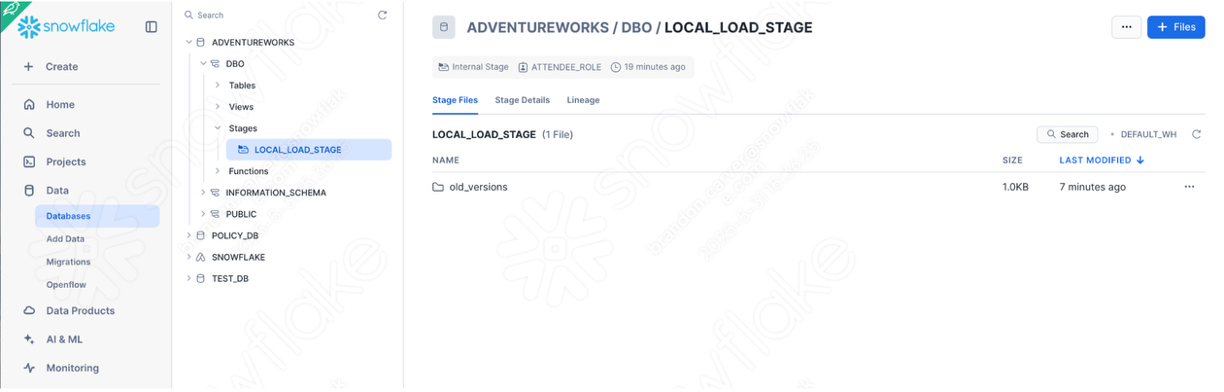 snowflake
Create
Home
Search
Projects
Data
Databases
Add Data
Migrations
Openflow
Data Products
AI & ML
Monitoring
Search
ADVENTUREWORKS
DBO
Tables
Views
Stages
LOCAL_LOAD_STAGE
Functions
INFORMATION_SCHEMA
PUBLIC
POLICY_DB
SNOWFLAKE
TEST_DB
ADVENTUREWORKS / DBO / LOCAL_LOAD_STAGE
... + Files
Internal Stage ATTENDEE_ROLE 19 minutes ago
Stage Files Stage Details Lineage
LOCAL_LOAD_STAGE (1 File) Search • DEFAULT_WH
NAME SIZE LAST MODIFIED
old_versions 1.0KB 7 minutes ago ...
snowflake
snowflake